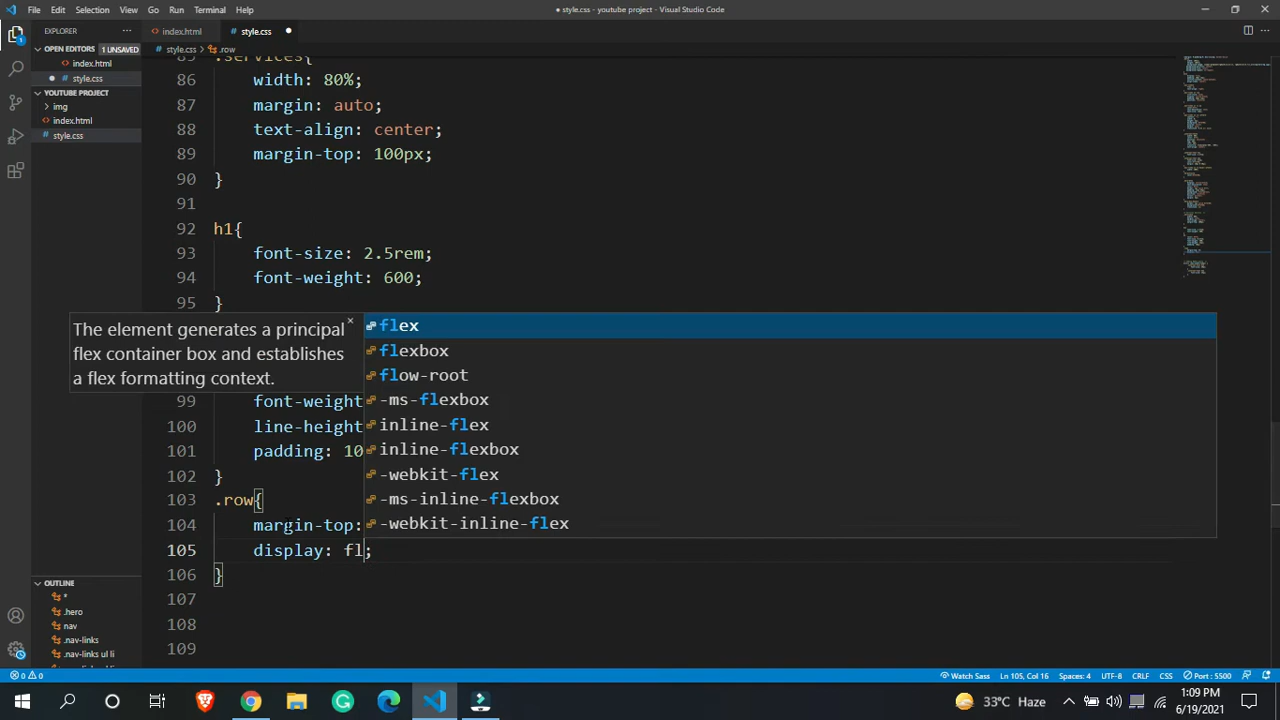 File Edit Selection View Go Run Terminal Help
● style.css - youtube project - Visual Studio Code
EXPLORER ···
index.html
# style.css ●
# style.css > .row
OPEN EDITORS 1 UNSAVED
<> index.html
● # style.css
YOUTUBE PROJECT
> img
<> index.html
# style.css
85 .services{
86 width: 80%;
87 margin: auto;
88 text-align: center;
89 margin-top: 100px;
90 }
91
92 h1{
93 font-size: 2.5rem;
94 font-weight: 600;
95 }
The element generates a principal
flex container box and establishes
a flex formatting context.
×
flex
flexbox
flow-root
-ms-flexbox
inline-flex
inline-flexbox
-webkit-flex
-ms-inline-flexbox
-webkit-inline-flex
99 font-weight
100 line-height
101 padding: 10
102 }
103 .row{
104 margin-top:
105 display: fl;
106 }
107
108
109
OUTLINE
*
.hero
nav
.nav-links
.nav-links ul li
0 0
Watch Sass Ln 105, Col 16 Spaces: 4 UTF-8 CRLF CSS Port : 5500
33°C Haze
1:09 PM
6/19/2021